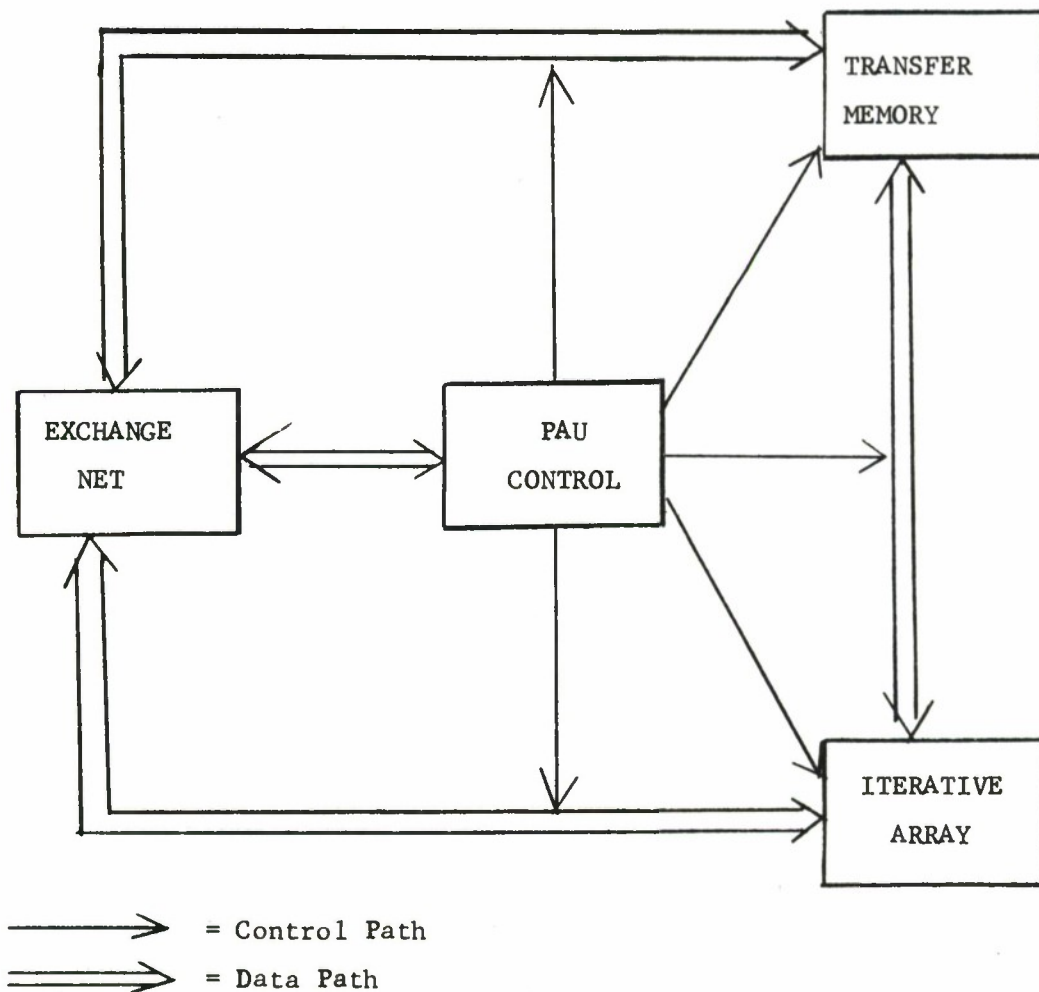 TRANSFER
MEMORY
EXCHANGE
NET
PAU
CONTROL
ITERATIVE
ARRAY
= Control Path
= Data Path